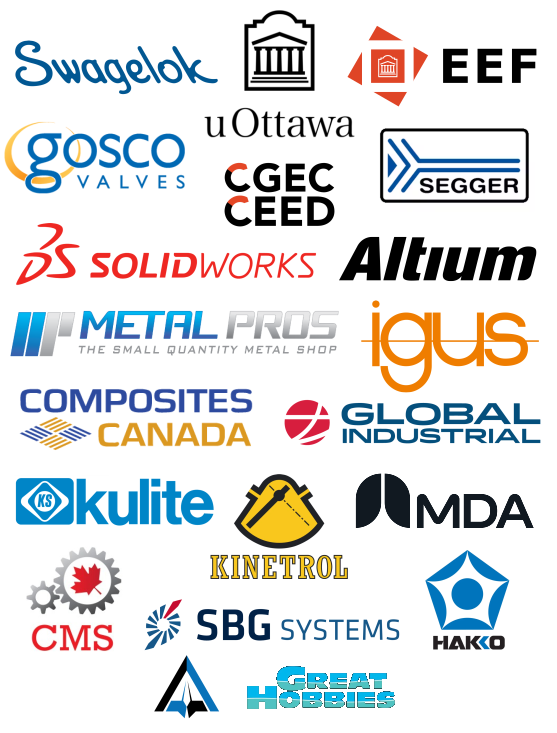 Swagelok
uOttawa
EEF
gosco
VALVES
CGEC
CEED
SEGGER
3S SOLIDWORKS
Altium
METAL PROS
THE SMALL QUANTITY METAL SHOP
igus
COMPOSITES
CANADA
GLOBAL
INDUSTRIAL
KS kulite
KINETROL
MDA
CMS
SBG SYSTEMS
HAKKO
GREAT
HOBBIES